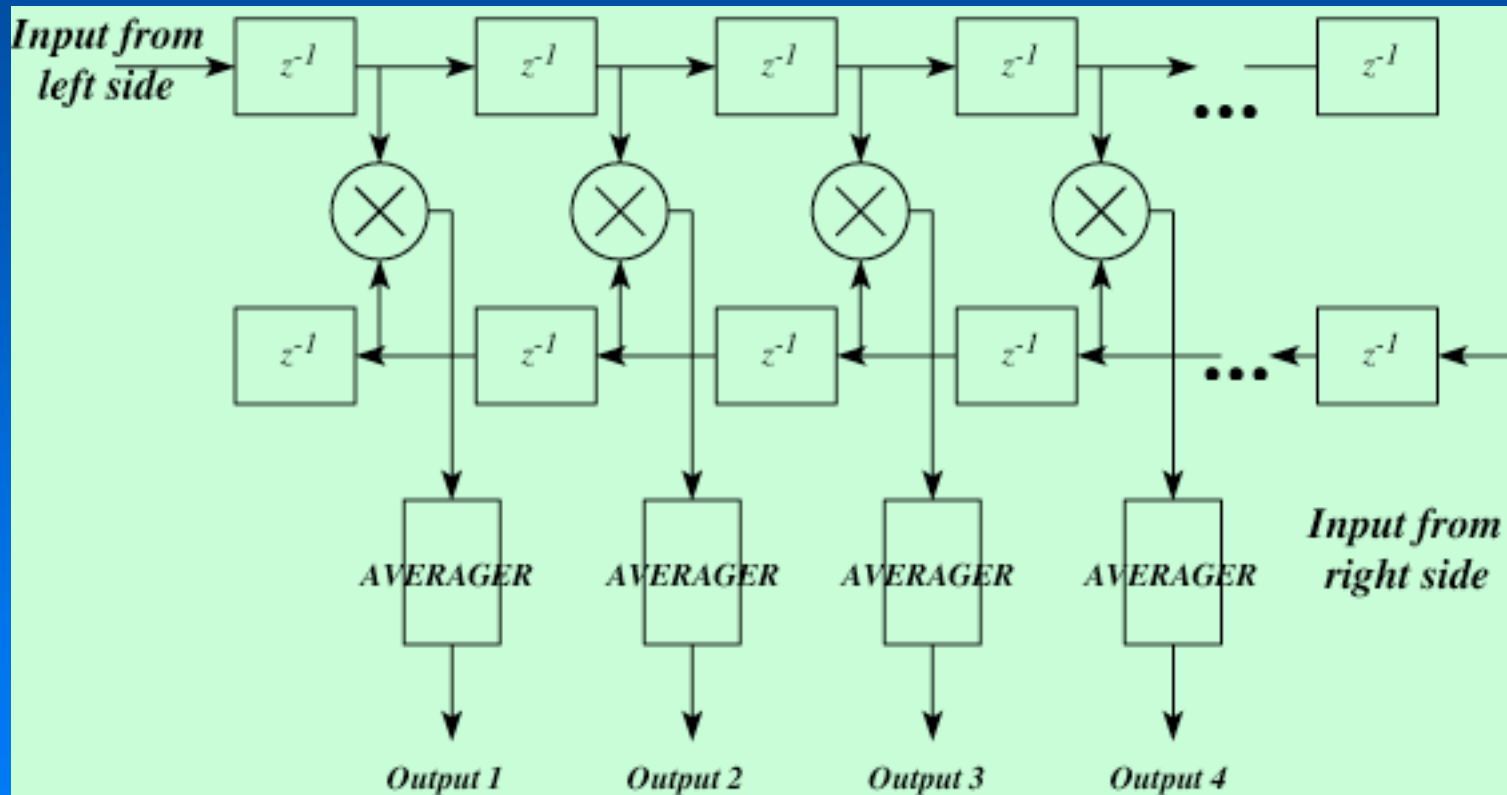 Input from
left side
z⁻¹ z⁻¹ z⁻¹ z⁻¹ ... z⁻¹
z⁻¹ z⁻¹ z⁻¹ z⁻¹ ... z⁻¹
AVERAGER AVERAGER AVERAGER AVERAGER
Input from
right side
Output 1 Output 2 Output 3 Output 4